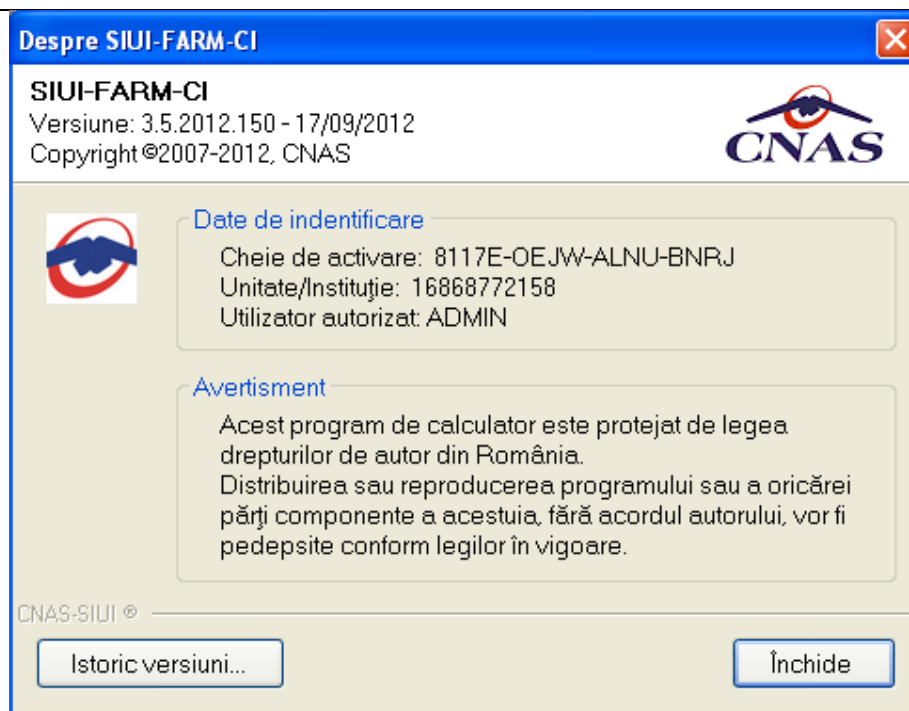 Despre SIUI-FARM-CI
SIUI-FARM-CI
Versiune: 3.5.2012.150 - 17/09/2012
Copyright ©2007-2012, CNAS
CNAS
Date de indentificare
Cheie de activare: 8117E-OEJW-ALNU-BNRJ
Unitate/Instituţie: 16868772158
Utilizator autorizat: ADMIN
Avertisment
Acest program de calculator este protejat de legea
drepturilor de autor din România.
Distribuirea sau reproducerea programului sau a oricărei
părţi componente a acestuia, fără acordul autorului, vor fi
pedepsite conform legilor în vigoare.
CNAS-SIUI ®
Istoric versiuni...
Închide